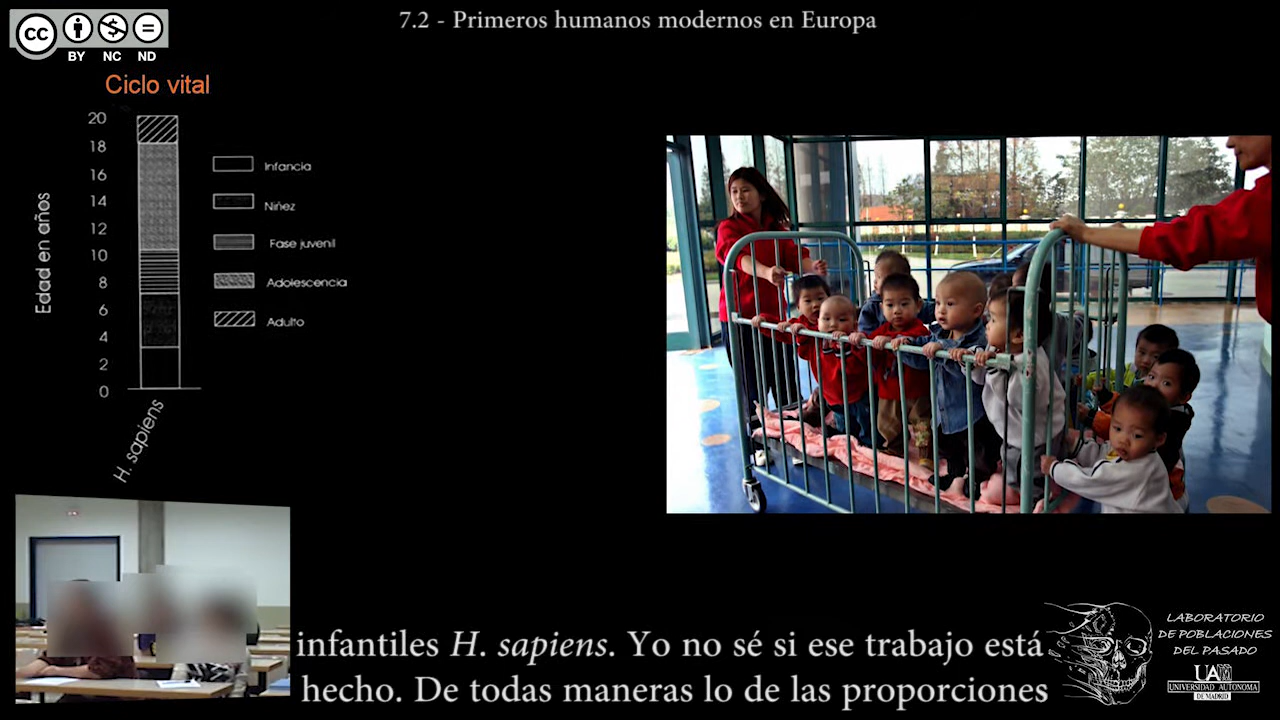 7.2 - Primeros humanos modernos en Europa
cc
BY NC ND
Ciclo vital
20
18
16
14
12
10
8
6
4
2
0
Edad en años
H. sapiens
Infancia
Niñez
Fase juvenil
Adolescencia
Adulto
infantiles H. sapiens. Yo no sé si ese trabajo está
hecho. De todas maneras lo de las proporciones
LABORATORIO
DE POBLACIONES
DEL PASADO
UAM
UNIVERSIDAD AUTONOMA
DE MADRID